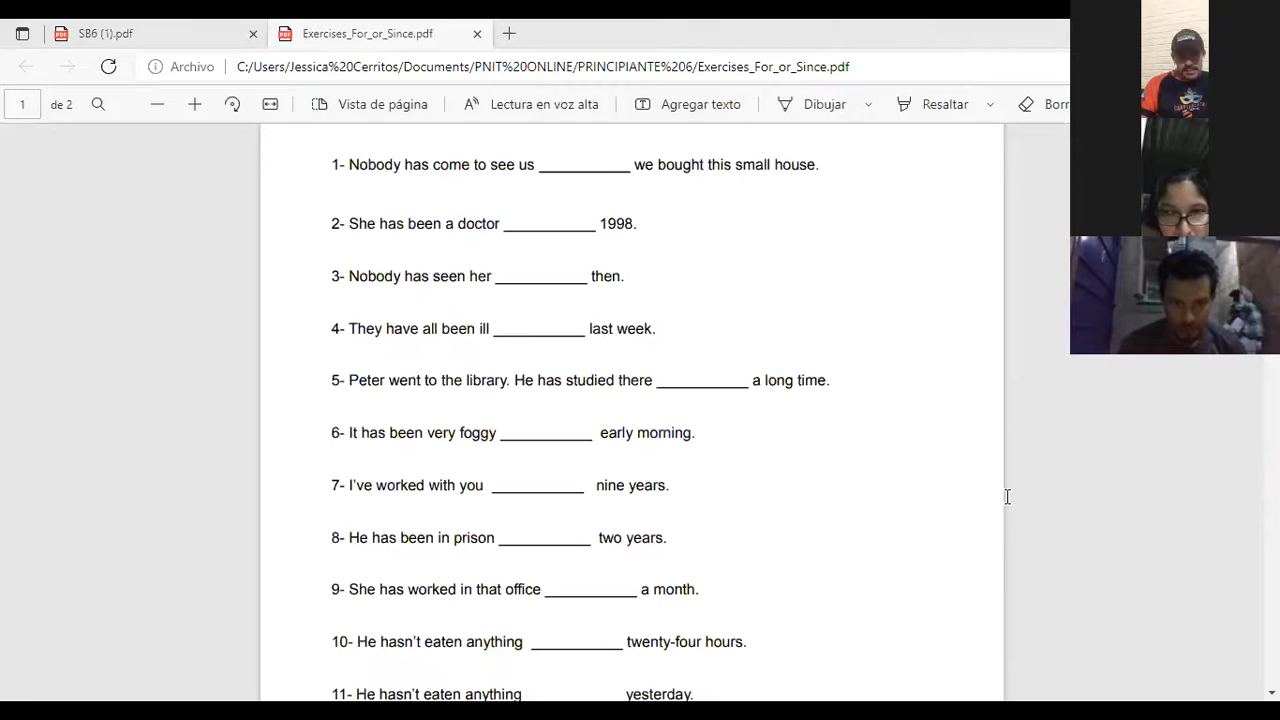 SB6 (1).pdf
Exercises_For_or_Since.pdf
Archivo C:/Users/Jessica%20Cerritos/Documents/PNIT%20ONLINE/PRINCIPIANTE%206/Exercises_For_or_Since.pdf
1 de 2 Vista de página Lectura en voz alta Agregar texto Dibujar Resaltar Borr
1- Nobody has come to see us ___________ we bought this small house.
2- She has been a doctor ___________ 1998.
3- Nobody has seen her ___________ then.
4- They have all been ill ___________ last week.
5- Peter went to the library. He has studied there ___________ a long time.
6- It has been very foggy ___________ early morning.
7- I’ve worked with you ___________ nine years.
8- He has been in prison ___________ two years.
9- She has worked in that office ___________ a month.
10- He hasn’t eaten anything ___________ twenty-four hours.
11- He hasn’t eaten anything yesterday.